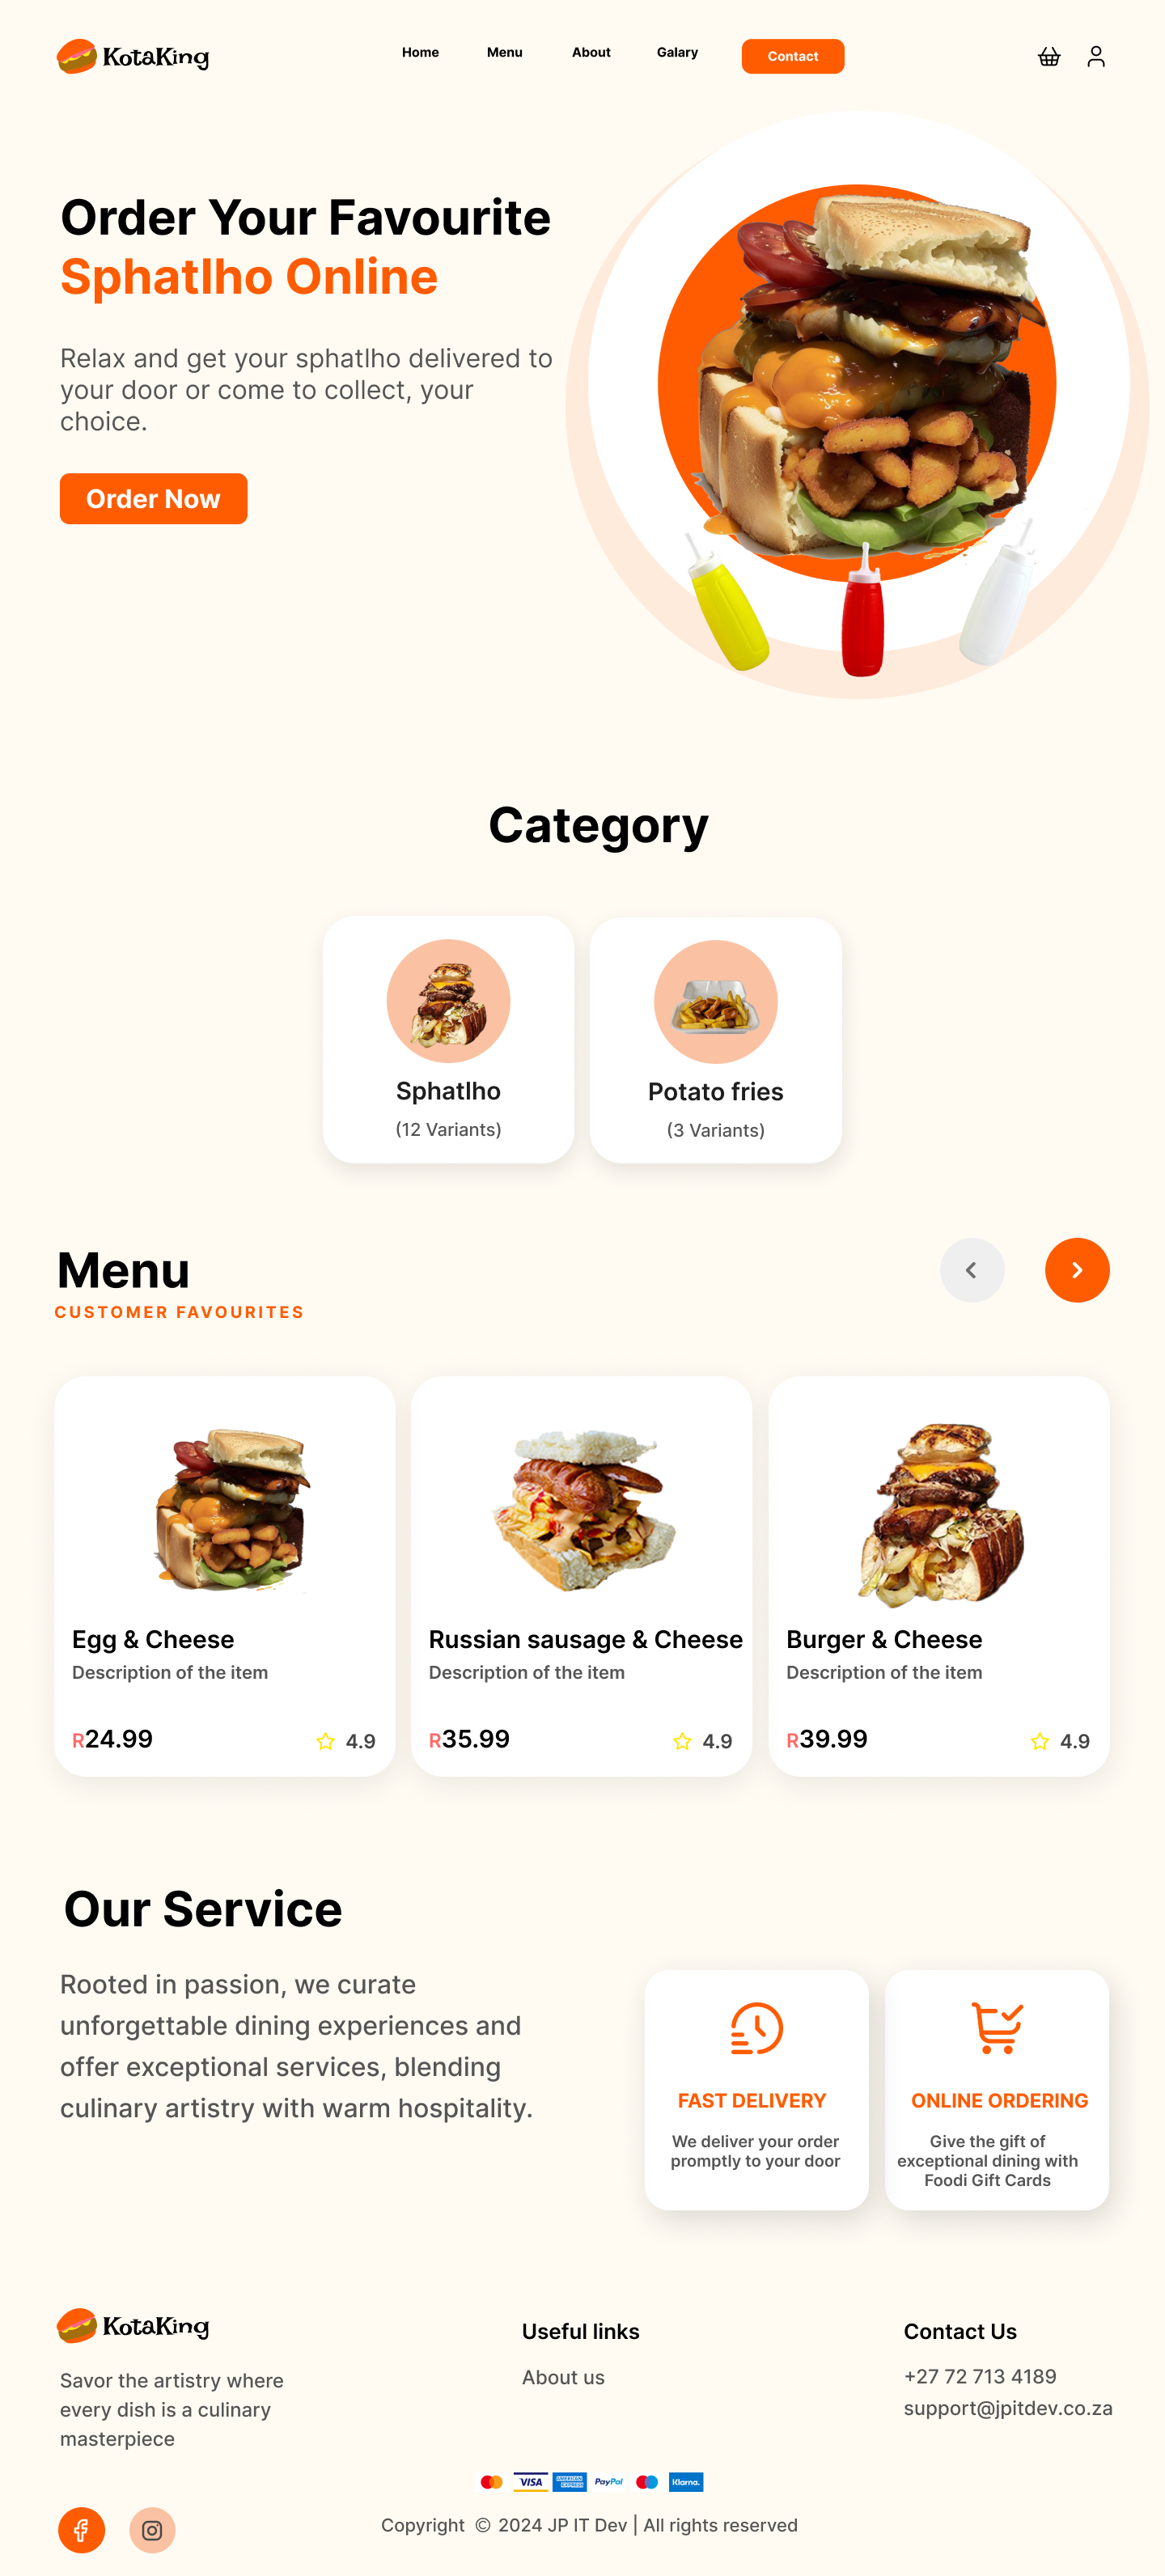 KotaKing
Home
Menu
About
Galary
Contact
Order Your Favourite
Sphatlho Online
Relax and get your sphatlho delivered to
your door or come to collect, your
choice.
Order Now
Category
Sphatlho
(12 Variants)
Potato fries
(3 Variants)
Menu
CUSTOMER FAVOURITES
Egg & Cheese
Description of the item
R24.99
4.9
Russian sausage & Cheese
Description of the item
R35.99
4.9
Burger & Cheese
Description of the item
R39.99
4.9
Our Service
Rooted in passion, we curate
unforgettable dining experiences and
offer exceptional services, blending
culinary artistry with warm hospitality.
FAST DELIVERY
We deliver your order
promptly to your door
ONLINE ORDERING
Give the gift of
exceptional dining with
Foodi Gift Cards
KotaKing
Savor the artistry where
every dish is a culinary
masterpiece
Useful links
About us
Contact Us
+27 72 713 4189
support@jpitdev.co.za
VISA
AMERICAN
EXPRESS
PayPal
Klarna.
Copyright © 2024 JP IT Dev | All rights reserved